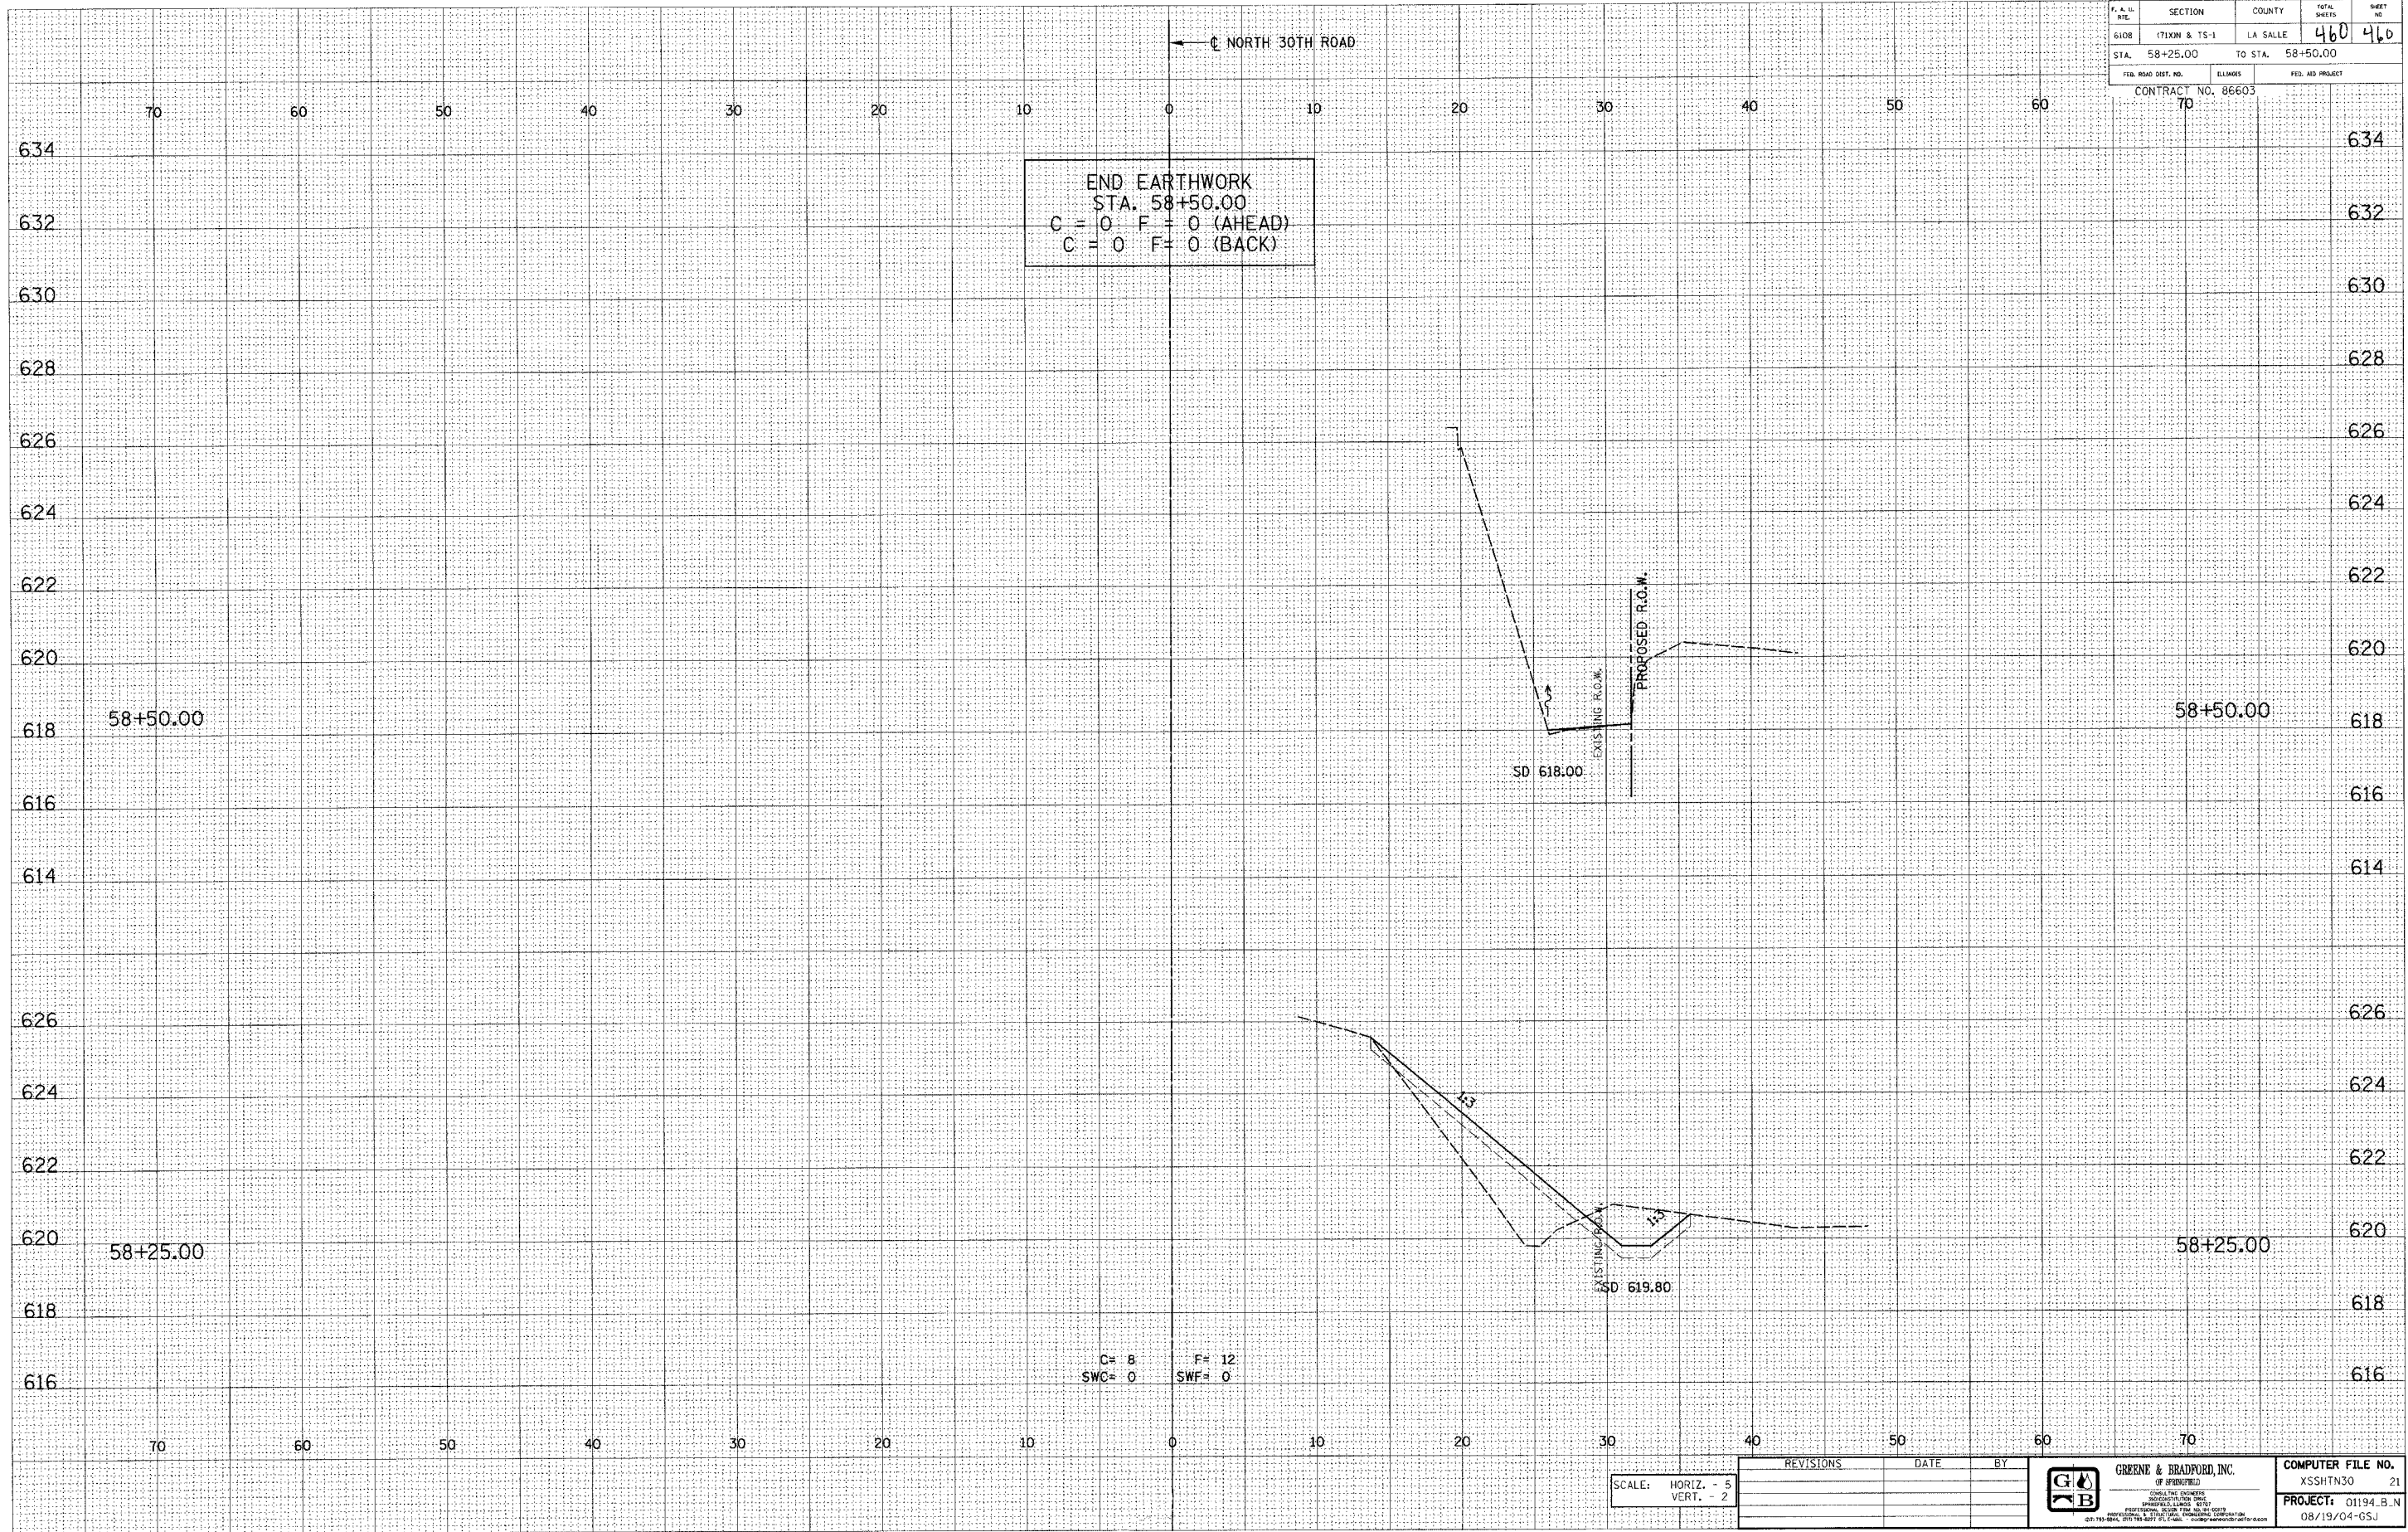 F. A. U. RTE. SECTION COUNTY TOTAL SHEETS SHEET NO
6108 (71X)N & TS-1 LA SALLE 460 460
STA. 58+25.00 TO STA. 58+50.00
FED. ROAD DIST. NO. ILLINOIS FED. AID PROJECT
CONTRACT NO. 86603
℄ NORTH 30TH ROAD
70 60 50 40 30 20 10 0 10 20 30 40 50 60 70
634 634
END EARTHWORK
STA. 58+50.00
C = 0 F = 0 (AHEAD)
C = 0 F= 0 (BACK)
632 632
630 630
628 628
626 626
624 624
622 622
PROPOSED R.O.W.
620 620
EXISTING R.O.W.
58+50.00 58+50.00
618 618
SD 618.00
616 616
614 614
626 626
624 624
1:3
622 622
1:3
EXISTING R.O.W.
620 620
58+25.00 58+25.00
SD 619.80
618 618
C= 8 F= 12
SWC= 0 SWF= 0
616 616
70 60 50 40 30 20 10 0 10 20 30 40 50 60 70
SCALE: HORIZ. - 5
VERT. - 2
REVISIONS DATE BY
G B
GREENE & BRADFORD, INC.
OF SPRINGFIELD
CONSULTING ENGINEERS
3501 CONSTITUTION DRIVE
SPRINGFIELD, ILLINOIS 62707
COMPUTER FILE NO.
XSSHTN30 21
PROJECT: 01194_B_N
08/19/04-GSJ